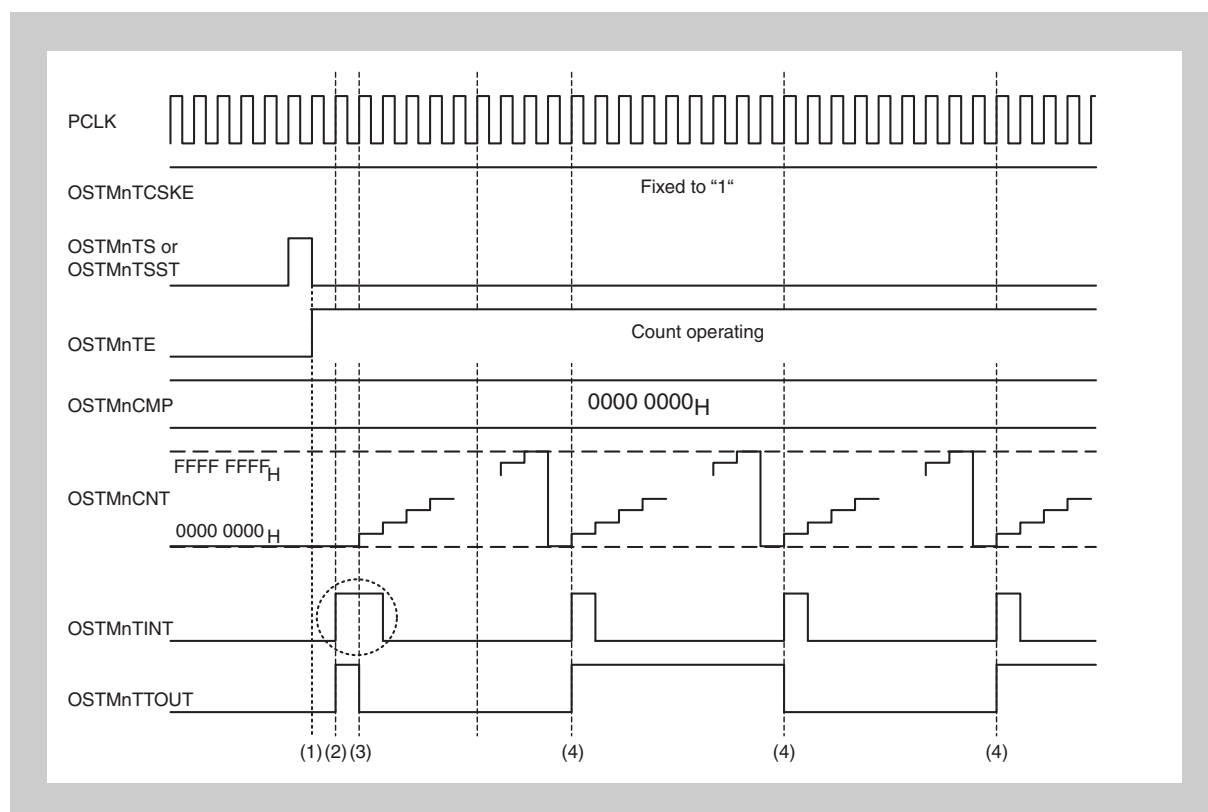 PCLK
OSTMnTCSKE
Fixed to “1“
OSTMnTS or
OSTMnTSST
OSTMnTE
Count operating
OSTMnCMP
0000 0000H
FFFF FFFFH
OSTMnCNT
0000 0000H
OSTMnTINT
OSTMnTTOUT
(1) (2) (3) (4) (4) (4)